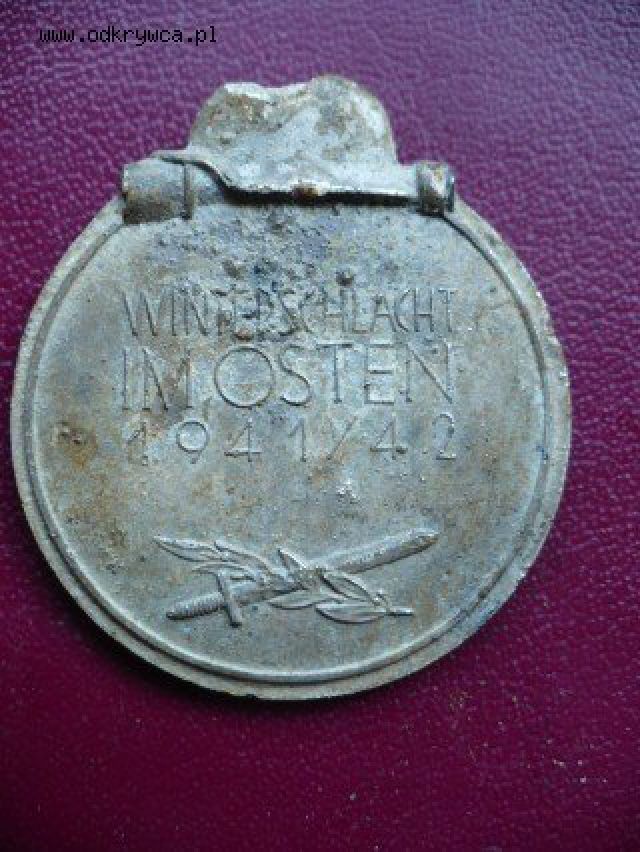 www.odkrywca.pl
WINTERSCHLACHT
IM OSTEN
1941/42